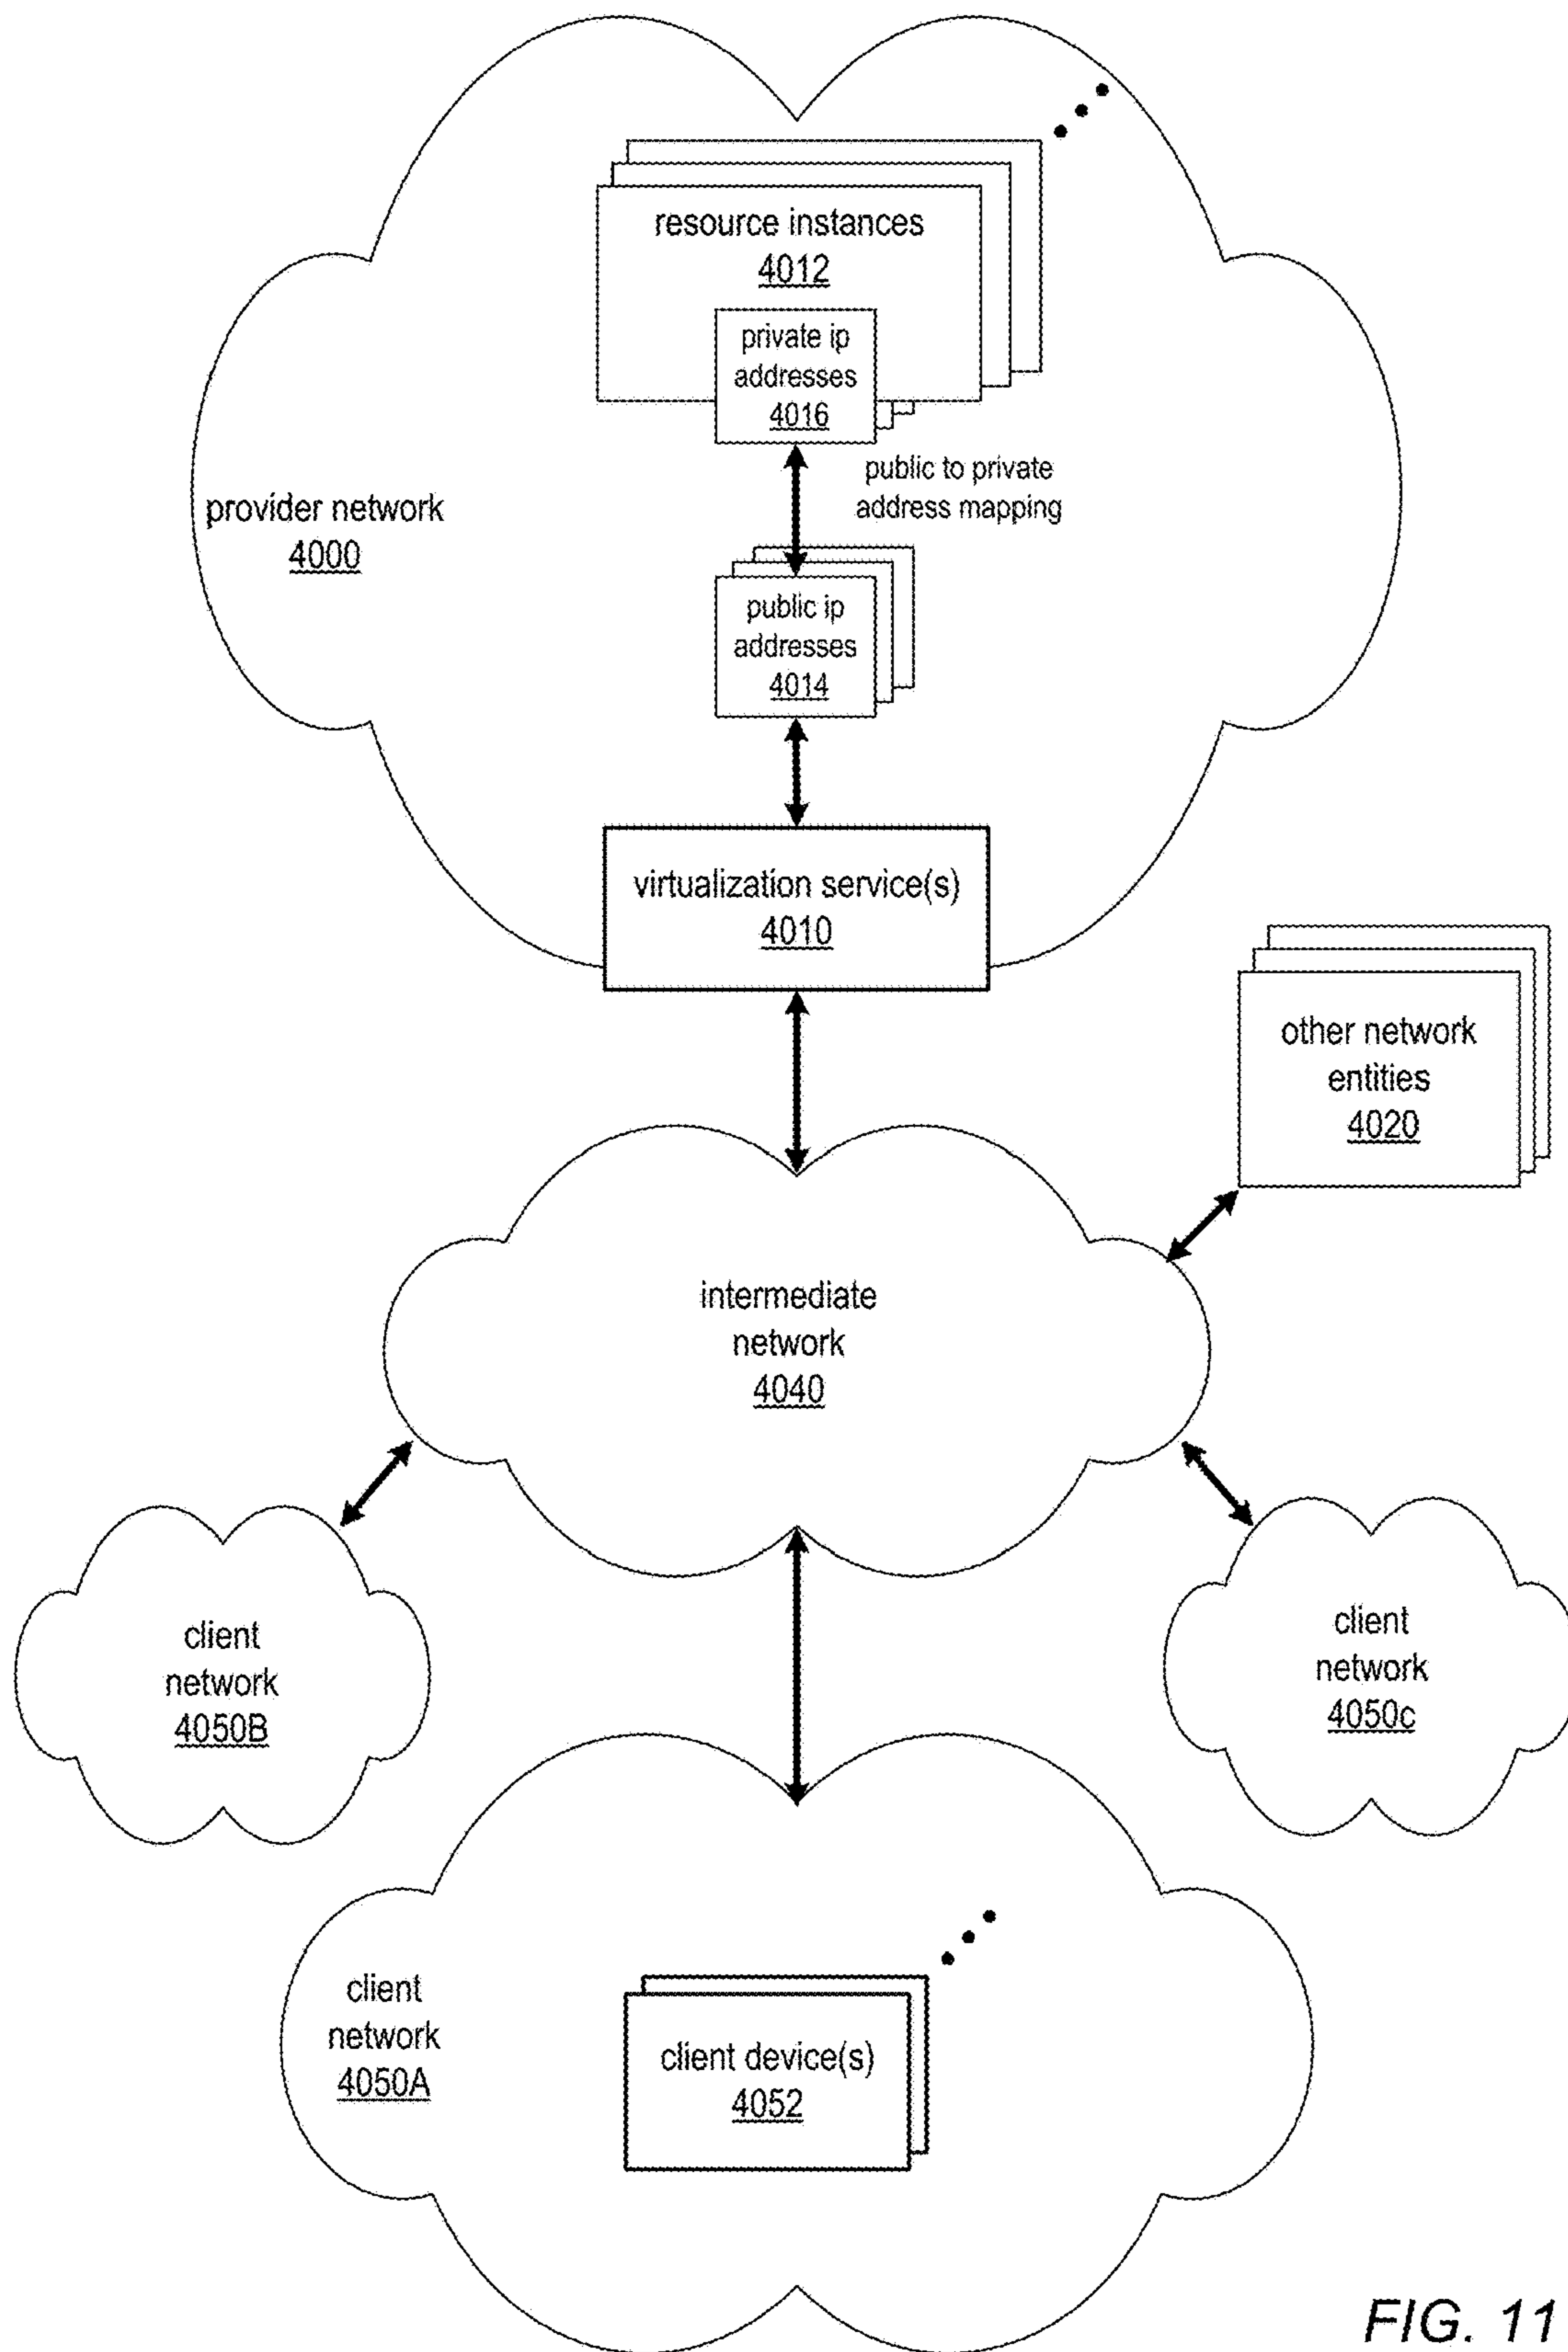 resource instances
4012
private ip
addresses
4016
public to private
address mapping
provider network
4000
public ip
addresses
4014
virtualization service(s)
4010
other network
entities
4020
intermediate
network
4040
client
network
4050B
client
network
4050c
client
network
4050A
client device(s)
4052
FIG. 11